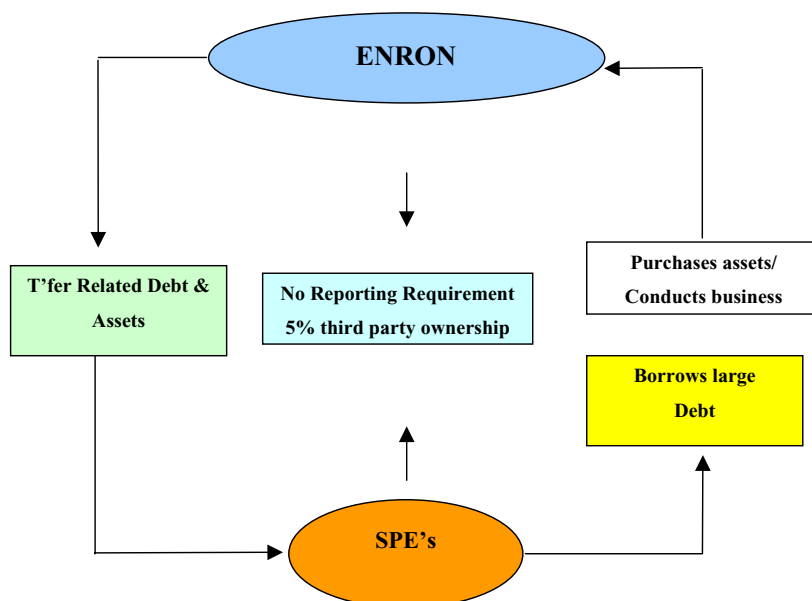 ENRON
T’fer Related Debt &
Assets
No Reporting Requirement
5% third party ownership
Purchases assets/
Conducts business
Borrows large
Debt
SPE’s